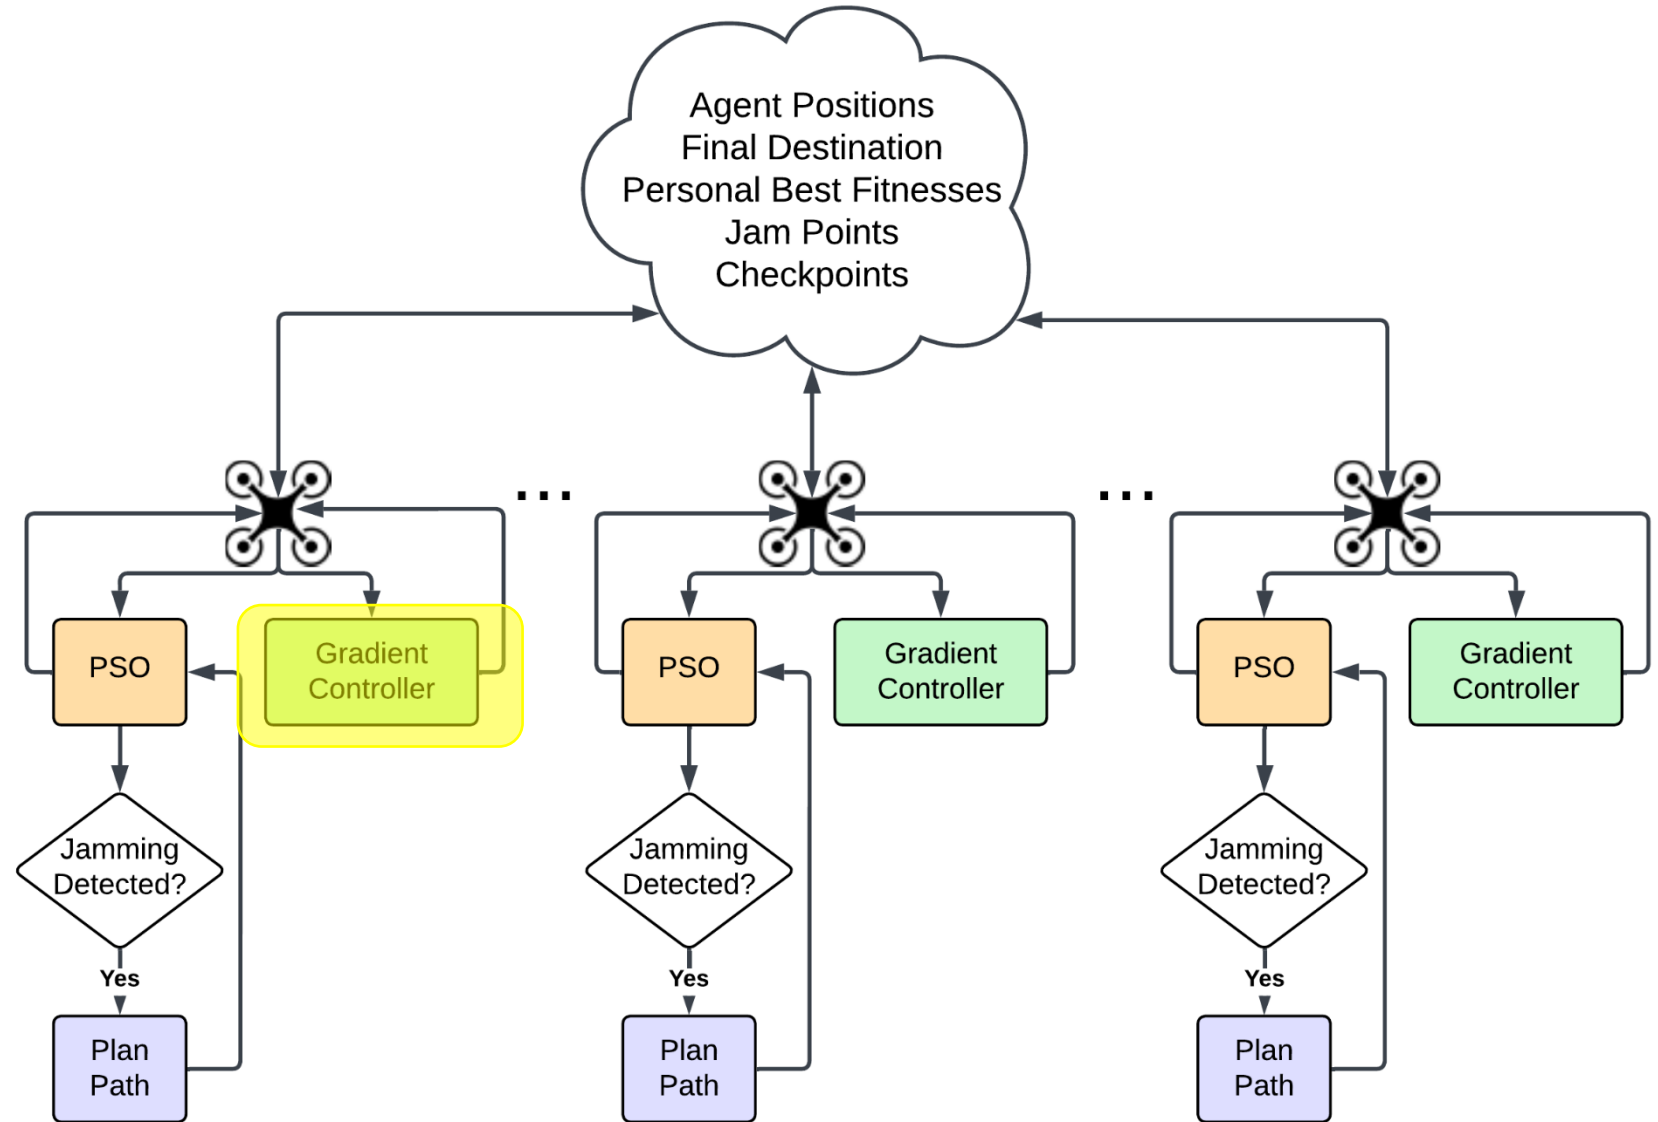 Agent Positions
Final Destination
Personal Best Fitnesses
Jam Points
Checkpoints
...
...
PSO
Gradient
Controller
PSO
Gradient
Controller
PSO
Gradient
Controller
Jamming
Detected?
Jamming
Detected?
Jamming
Detected?
Yes
Yes
Yes
Plan
Path
Plan
Path
Plan
Path